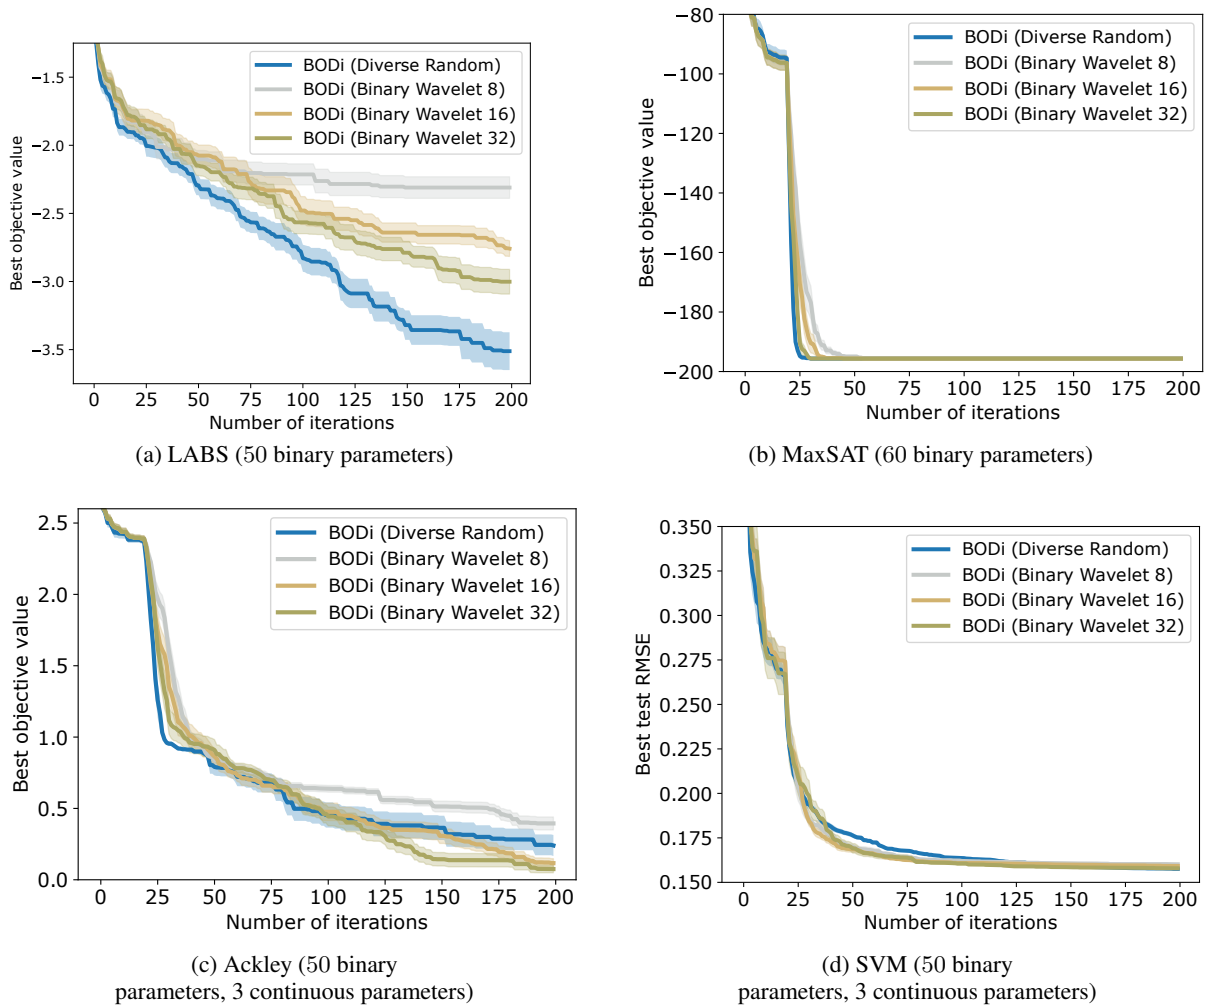 BODi (Diverse Random)
BODi (Binary Wavelet 8)
BODi (Binary Wavelet 16)
BODi (Binary Wavelet 32)
Best objective value
−1.5
−2.0
−2.5
−3.0
−3.5
0 25 50 75 100 125 150 175 200
Number of iterations
(a) LABS (50 binary parameters)
BODi (Diverse Random)
BODi (Binary Wavelet 8)
BODi (Binary Wavelet 16)
BODi (Binary Wavelet 32)
Best objective value
−80
−100
−120
−140
−160
−180
−200
0 25 50 75 100 125 150 175 200
Number of iterations
(b) MaxSAT (60 binary parameters)
BODi (Diverse Random)
BODi (Binary Wavelet 8)
BODi (Binary Wavelet 16)
BODi (Binary Wavelet 32)
Best objective value
2.5
2.0
1.5
1.0
0.5
0.0
0 25 50 75 100 125 150 175 200
Number of iterations
(c) Ackley (50 binary
parameters, 3 continuous parameters)
BODi (Diverse Random)
BODi (Binary Wavelet 8)
BODi (Binary Wavelet 16)
BODi (Binary Wavelet 32)
Best test RMSE
0.350
0.325
0.300
0.275
0.250
0.225
0.200
0.175
0.150
0 25 50 75 100 125 150 175 200
Number of iterations
(d) SVM (50 binary
parameters, 3 continuous parameters)